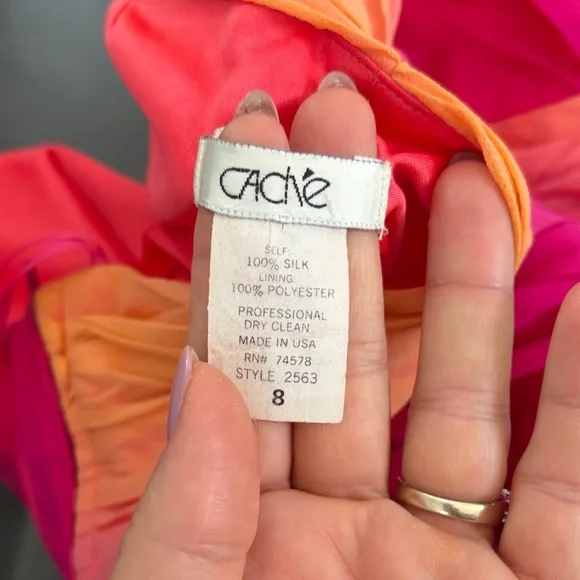 CAché
SELF:
100% SILK
LINING:
100% POLYESTER
PROFESSIONAL
DRY CLEAN
MADE IN USA
RN# 74578
STYLE 2563
8